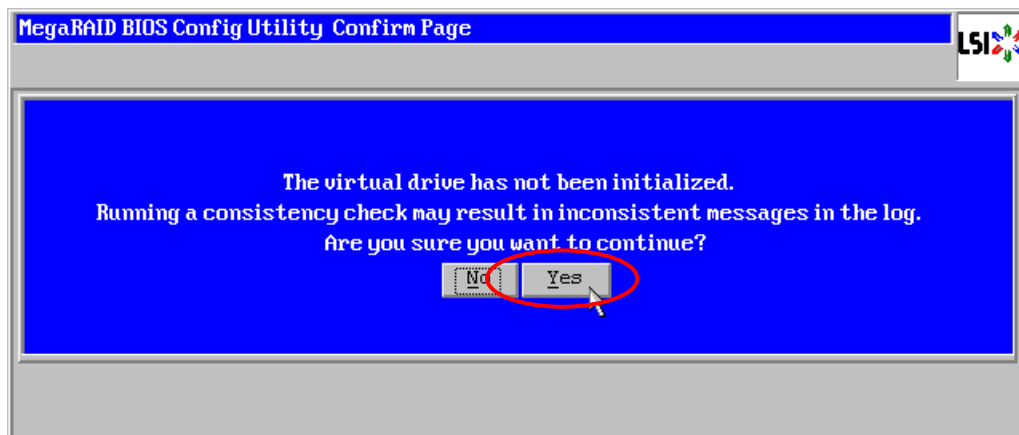 MegaRAID BIOS Config Utility Confirm Page
LSI
The virtual drive has not been initialized.
Running a consistency check may result in inconsistent messages in the log.
Are you sure you want to continue?
No Yes